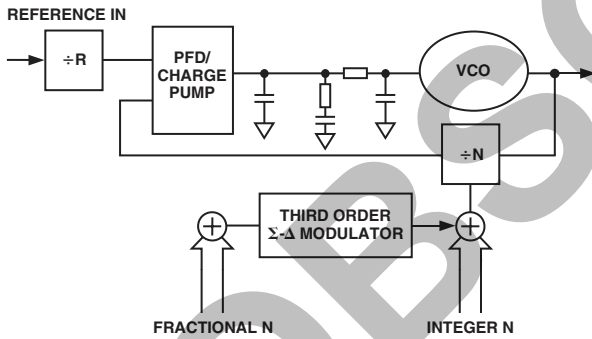 REFERENCE IN
÷R
PFD/
CHARGE
PUMP
VCO
÷N
THIRD ORDER
Σ-Δ MODULATOR
FRACTIONAL N
INTEGER N